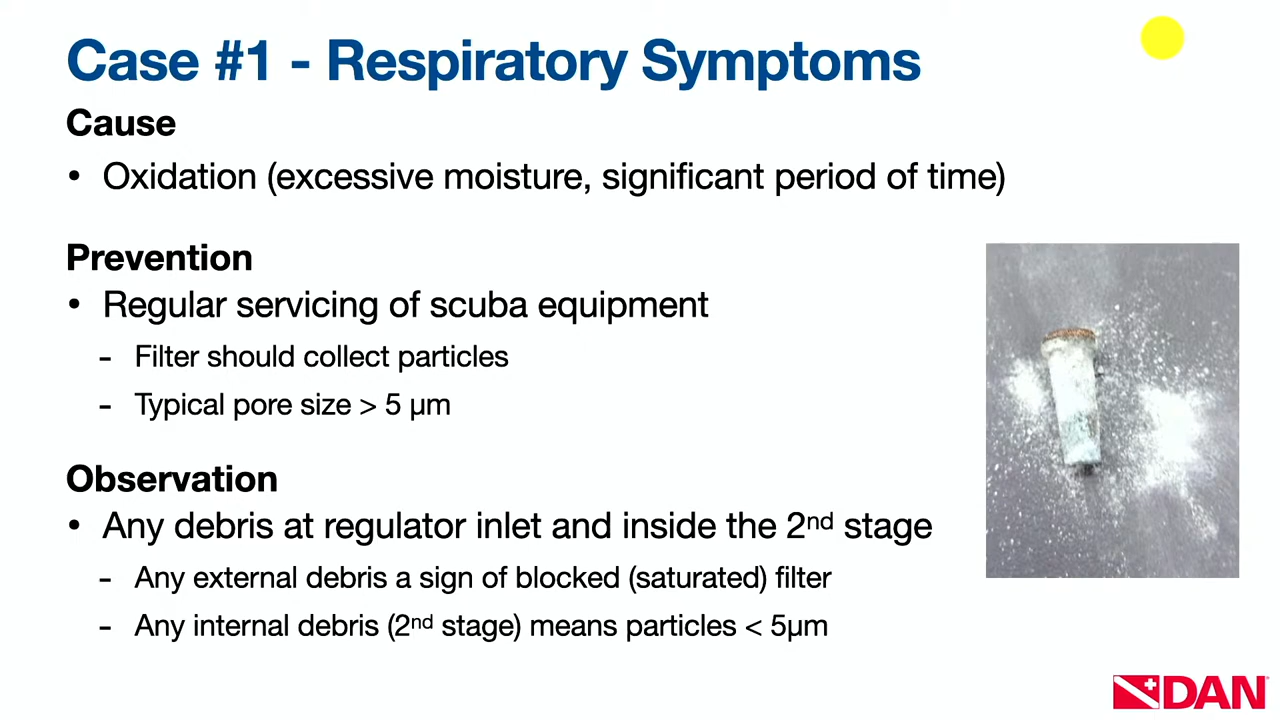 Case #1 - Respiratory Symptoms
Cause
• Oxidation (excessive moisture, significant period of time)
Prevention
• Regular servicing of scuba equipment
- Filter should collect particles
- Typical pore size > 5 µm
Observation
• Any debris at regulator inlet and inside the 2nd stage
- Any external debris a sign of blocked (saturated) filter
- Any internal debris (2nd stage) means particles < 5µm
DAN